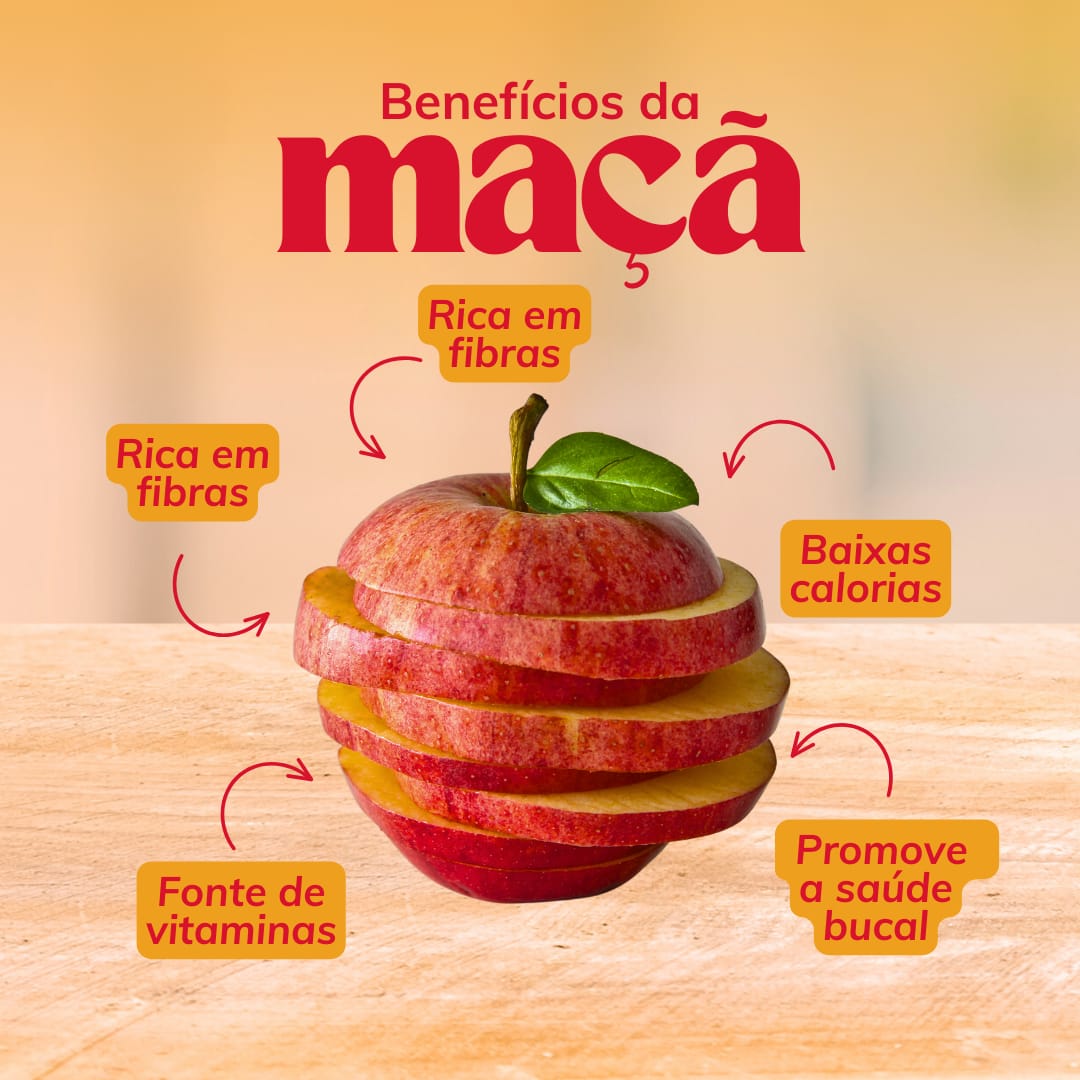 Benefícios da
maçã
Rica em
fibras
Rica em
fibras
Baixas
calorias
Fonte de
vitaminas
Promove
a saúde
bucal